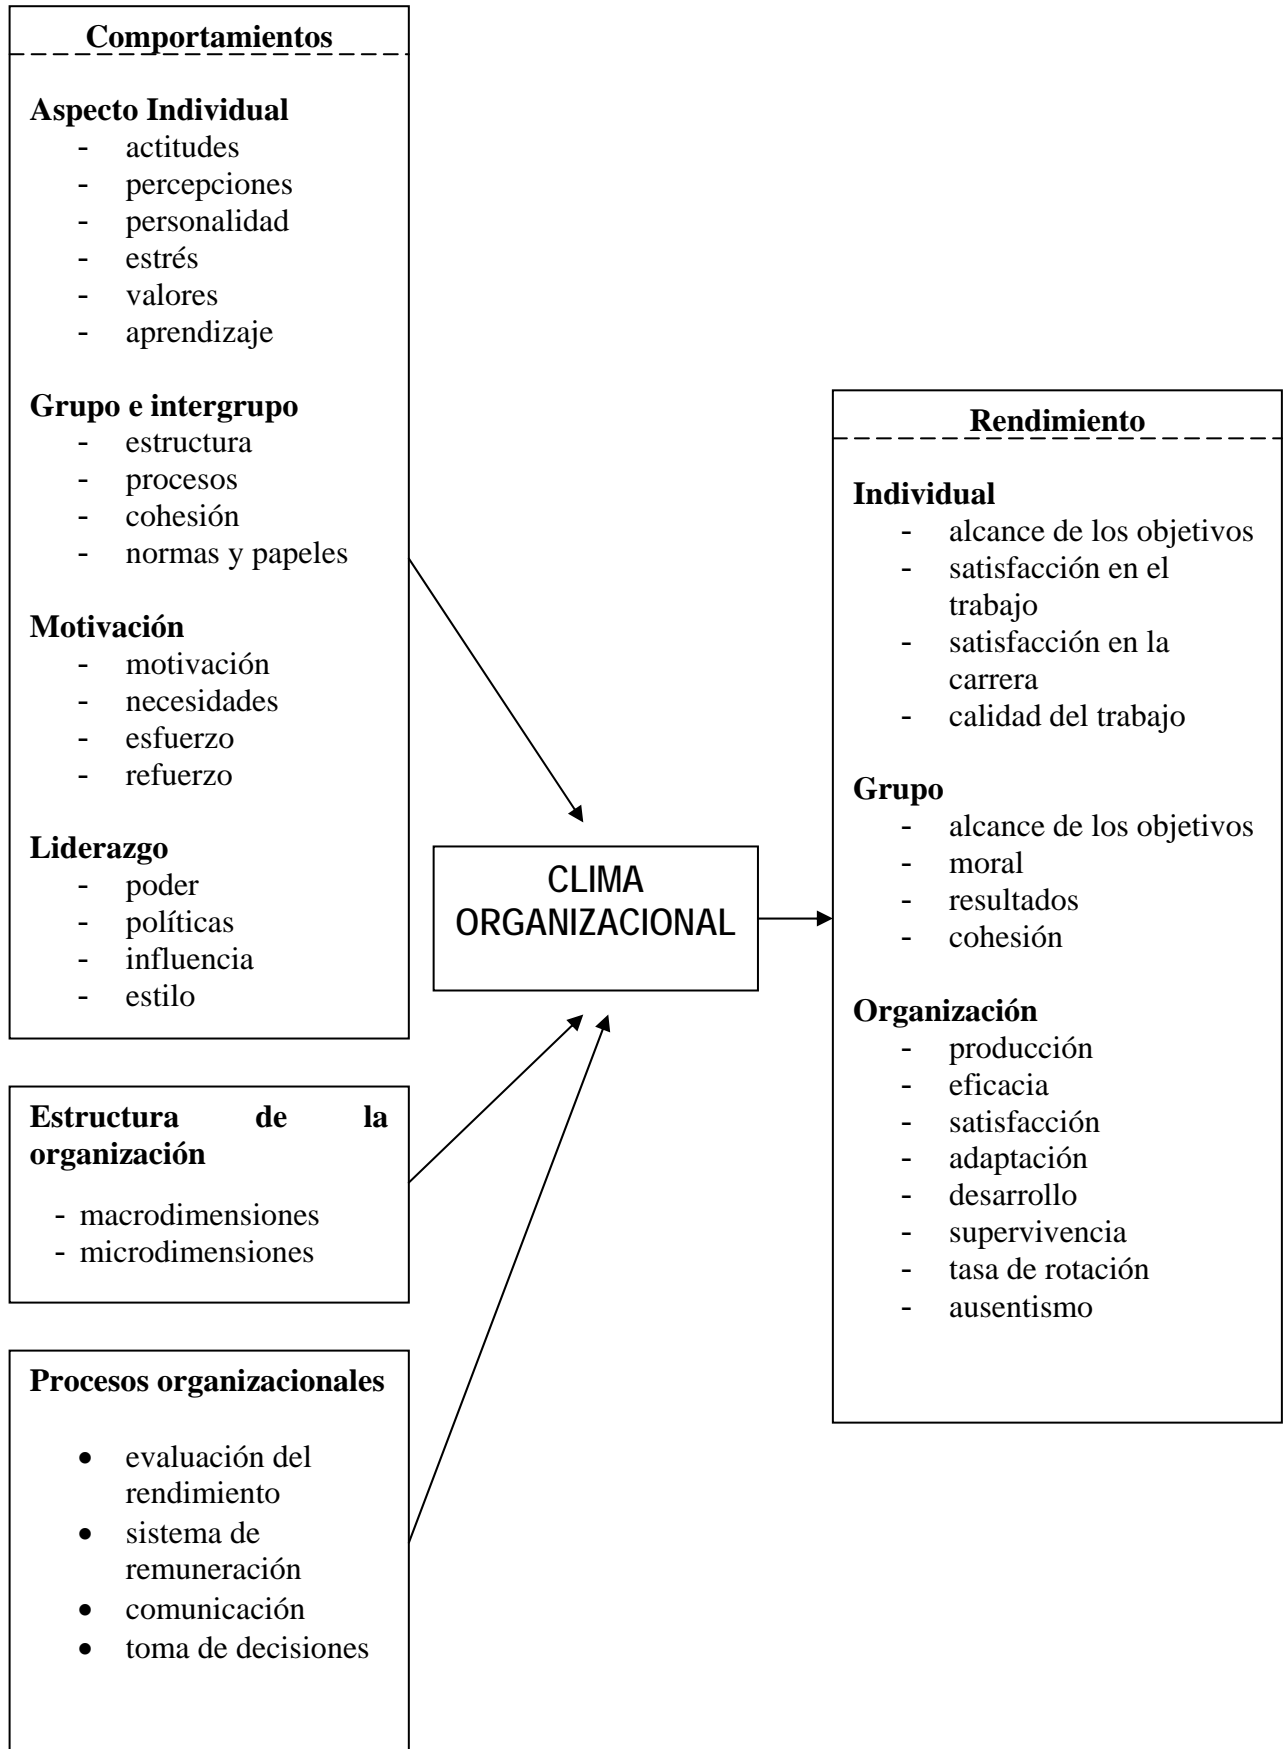 Comportamientos
Aspecto Individual
- actitudes
- percepciones
- personalidad
- estrés
- valores
- aprendizaje
Grupo e intergrupo
- estructura
- procesos
- cohesión
- normas y papeles
Motivación
- motivación
- necesidades
- esfuerzo
- refuerzo
Liderazgo
- poder
- políticas
- influencia
- estilo
Estructura de la
organización
- macrodimensiones
- microdimensiones
Procesos organizacionales
• evaluación del
rendimiento
• sistema de
remuneración
• comunicación
• toma de decisiones
CLIMA
ORGANIZACIONAL
Rendimiento
Individual
- alcance de los objetivos
- satisfacción en el
trabajo
- satisfacción en la
carrera
- calidad del trabajo
Grupo
- alcance de los objetivos
- moral
- resultados
- cohesión
Organización
- producción
- eficacia
- satisfacción
- adaptación
- desarrollo
- supervivencia
- tasa de rotación
- ausentismo